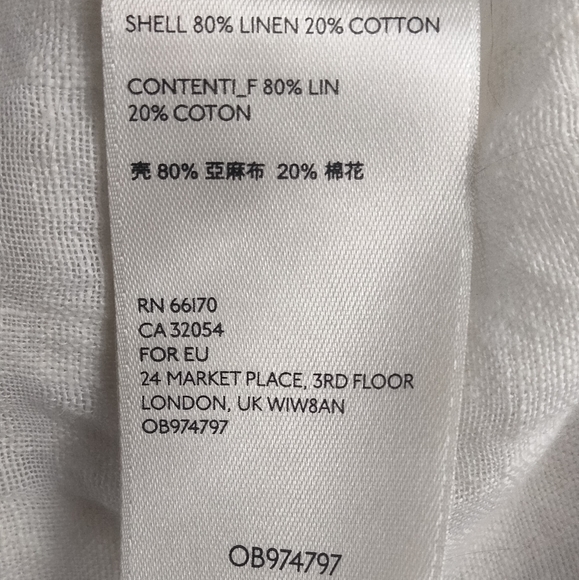 SHELL 80% LINEN 20% COTTON
CONTENTI_F 80% LIN
20% COTON
壳 80% 亞麻布 20% 棉花
RN 66170
CA 32054
FOR EU
24 MARKET PLACE, 3RD FLOOR
LONDON, UK WIW8AN
OB974797
OB974797